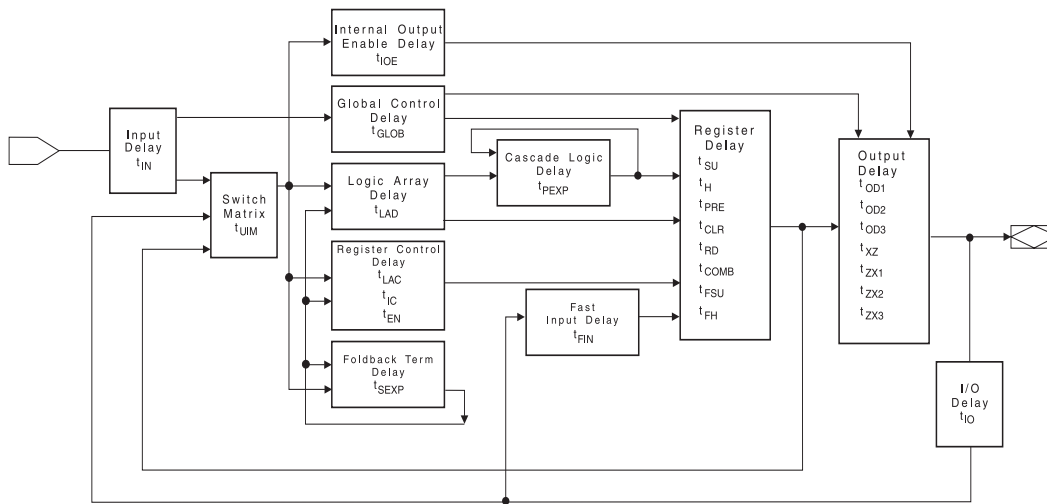 Internal Output
Enable Delay
tIOE
Global Control
Delay
tGLOB
Input
Delay
tIN
Switch
Matrix
tUIM
Logic Array
Delay
tLAD
Cascade Logic
Delay
tPEXP
Register Control
Delay
tLAC
tIC
tEN
Fast
Input Delay
tFIN
Foldback Term
Delay
tSEXP
Register
Delay
tSU
tH
tPRE
tCLR
tRD
tCOMB
tFSU
tFH
Output
Delay
tOD1
tOD2
tOD3
tXZ
tZX1
tZX2
tZX3
I/O
Delay
tIO